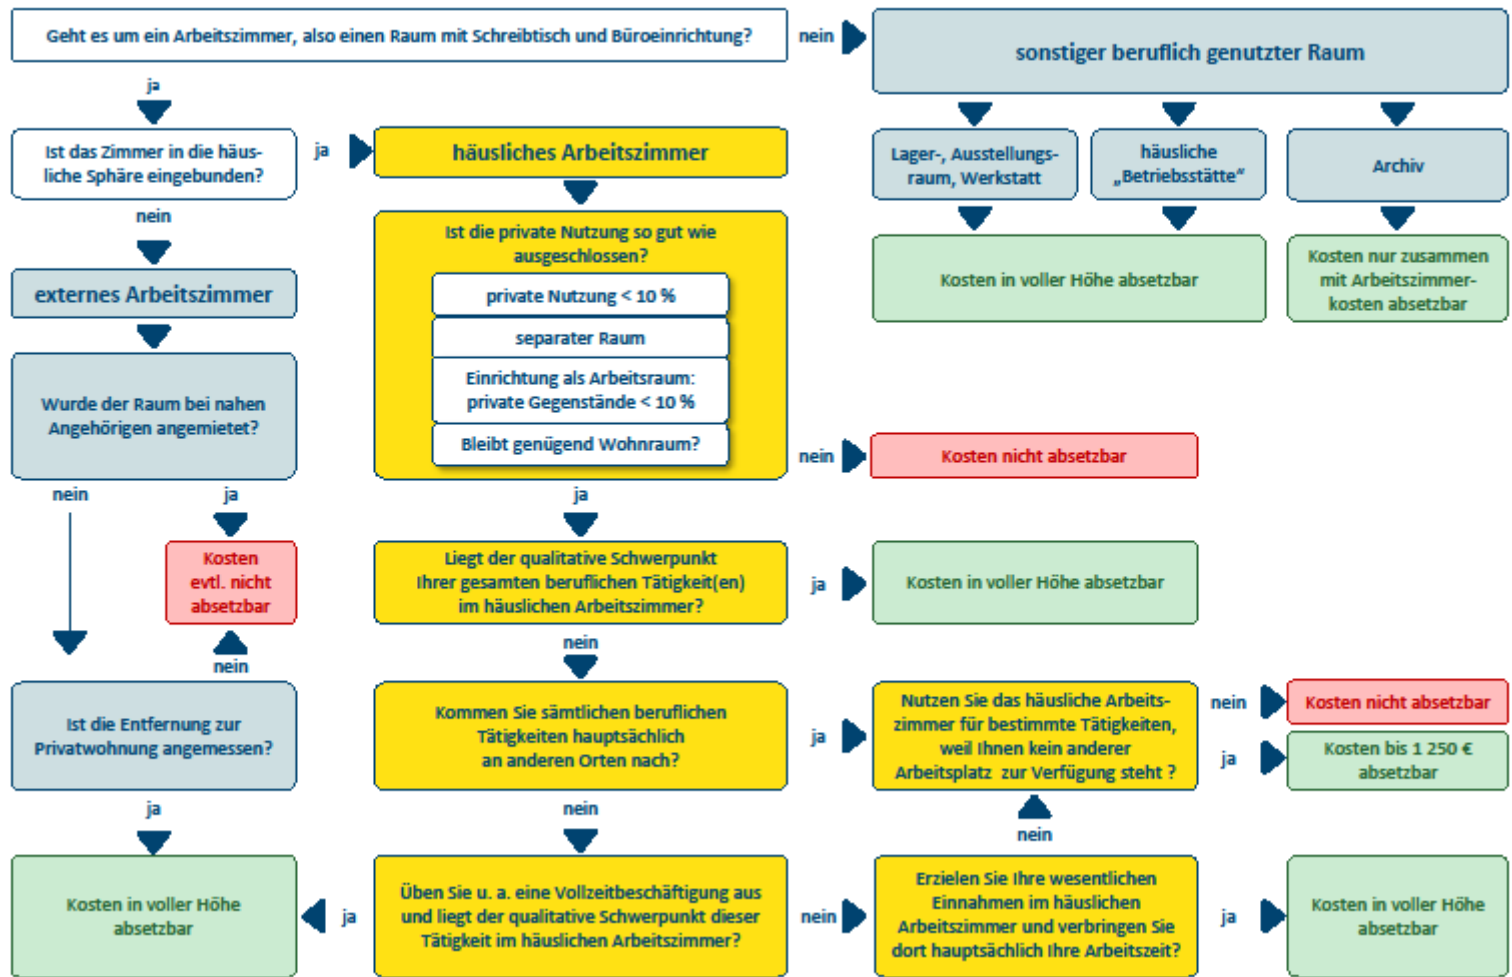 Geht es um ein Arbeitszimmer, also einen Raum mit Schreibtisch und Büroeinrichtung?
nein
sonstiger beruflich genutzter Raum
ja
Ist das Zimmer in die häus-
liche Sphäre eingebunden?
ja
häusliches Arbeitszimmer
Lager-, Ausstellungs-
raum, Werkstatt
häusliche
„Betriebsstätte“
Archiv
nein
Ist die private Nutzung so gut wie
ausgeschlossen?
private Nutzung < 10 %
separater Raum
Einrichtung als Arbeitsraum:
private Gegenstände < 10 %
Bleibt genügend Wohnraum?
Kosten in voller Höhe absetzbar
Kosten nur zusammen
mit Arbeitszimmer-
kosten absetzbar
externes Arbeitszimmer
Wurde der Raum bei nahen
Angehörigen angemietet?
nein
Kosten nicht absetzbar
nein
ja
ja
Kosten
evtl. nicht
absetzbar
Liegt der qualitative Schwerpunkt
Ihrer gesamten beruflichen Tätigkeit(en)
im häuslichen Arbeitszimmer?
ja
Kosten in voller Höhe absetzbar
nein
nein
Ist die Entfernung zur
Privatwohnung angemessen?
Kommen Sie sämtlichen beruflichen
Tätigkeiten hauptsächlich
an anderen Orten nach?
ja
Nutzen Sie das häusliche Arbeits-
zimmer für bestimmte Tätigkeiten,
weil Ihnen kein anderer
Arbeitsplatz zur Verfügung steht ?
nein
Kosten nicht absetzbar
ja
Kosten bis 1 250 €
absetzbar
ja
nein
nein
Kosten in voller Höhe
absetzbar
ja
Üben Sie u. a. eine Vollzeitbeschäftigung aus
und liegt der qualitative Schwerpunkt dieser
Tätigkeit im häuslichen Arbeitszimmer?
nein
Erzielen Sie Ihre wesentlichen
Einnahmen im häuslichen
Arbeitszimmer und verbringen Sie
dort hauptsächlich Ihre Arbeitszeit?
ja
Kosten in voller Höhe
absetzbar